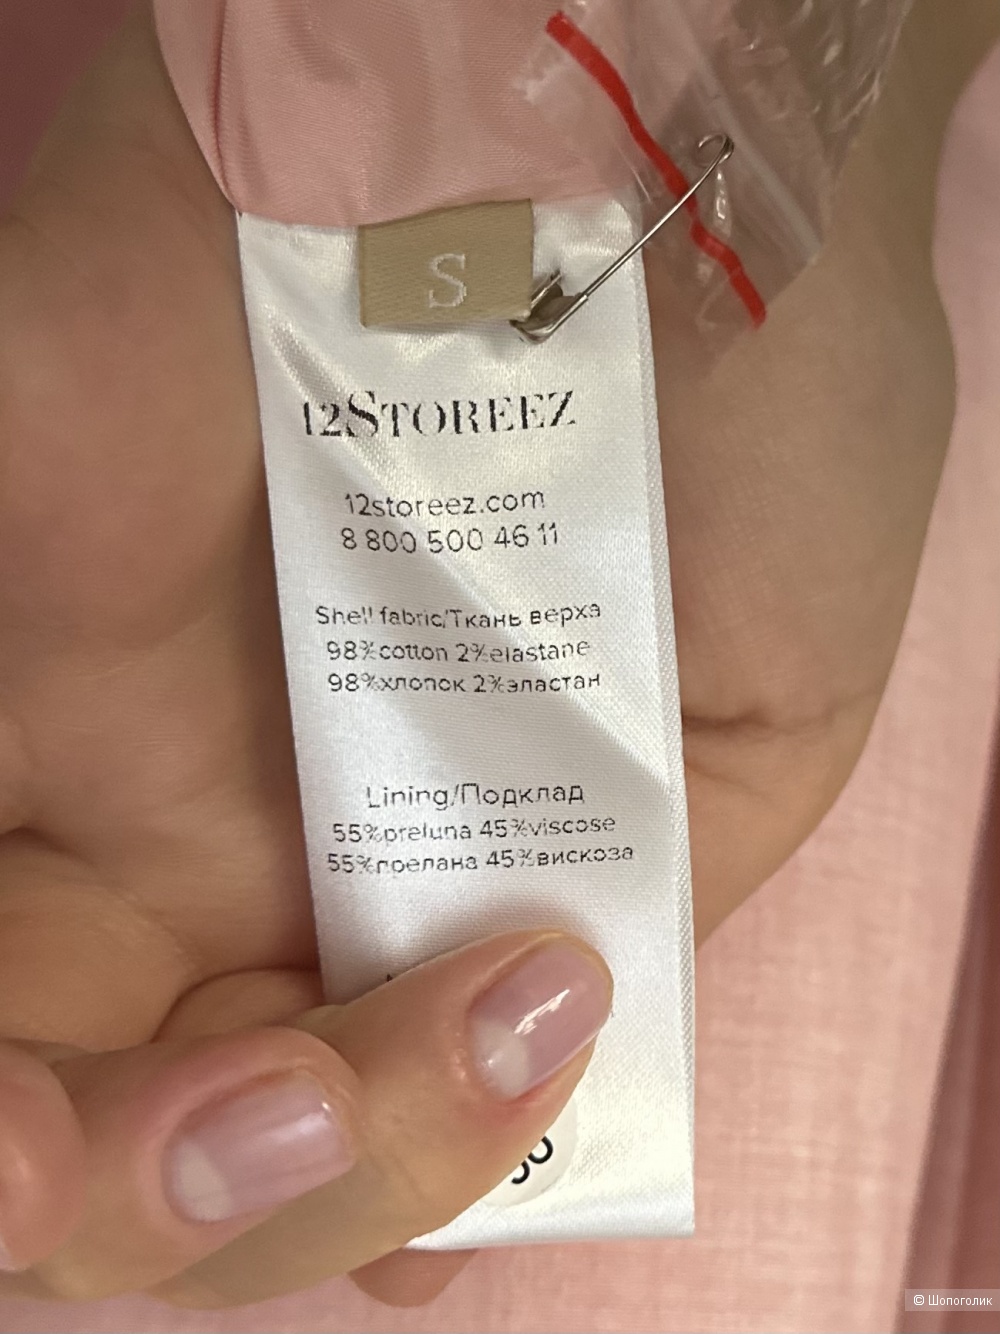 S
12STOREEZ
12storeez.com
8 800 500 46 11
Shell fabric/Ткань верха
98%cotton 2%elastane
98%хлопок 2%эластан
Lining/Подклад
55%preluna 45%viscose
55%прелана 45%вискоза
© Шопоголик